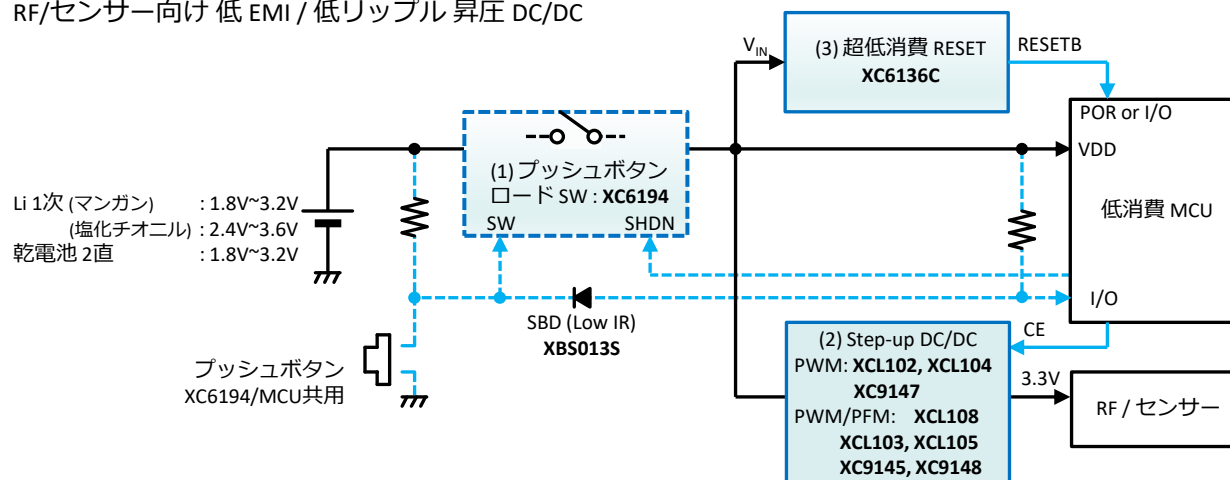 RF/センサー向け 低 EMI / 低リップル 昇圧 DC/DC
VIN
(3) 超低消費 RESET
XC6136C
RESETB
POR or I/O
VDD
低消費 MCU
I/O
(1) プッシュボタン
ロード SW : XC6194
SW
SHDN
Li 1次 (マンガン) : 1.8V~3.2V
(塩化チオニル) : 2.4V~3.6V
乾電池 2直 : 1.8V~3.2V
SBD (Low IR)
XBS013S
プッシュボタン
XC6194/MCU共用
CE
(2) Step-up DC/DC
PWM: XCL102, XCL104
XC9147
PWM/PFM: XCL108
XCL103, XCL105
XC9145, XC9148
3.3V
RF / センサー